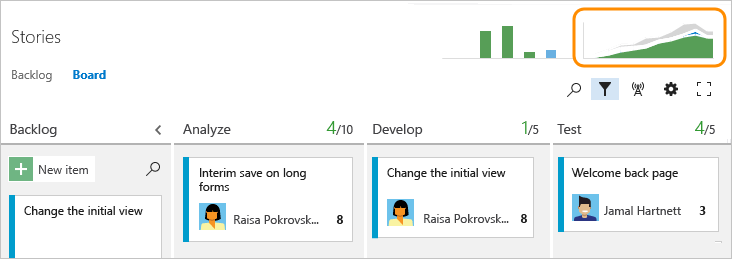 Stories
Backlog Board
Backlog Analyze 4/10 Develop 1/5 Test 4/5
New item
Interim save on long
forms
Change the initial view
Welcome back page
Raisa Pokrovsk... 8
Raisa Pokrovsk... 8
Jamal Hartnett 3
Change the initial view